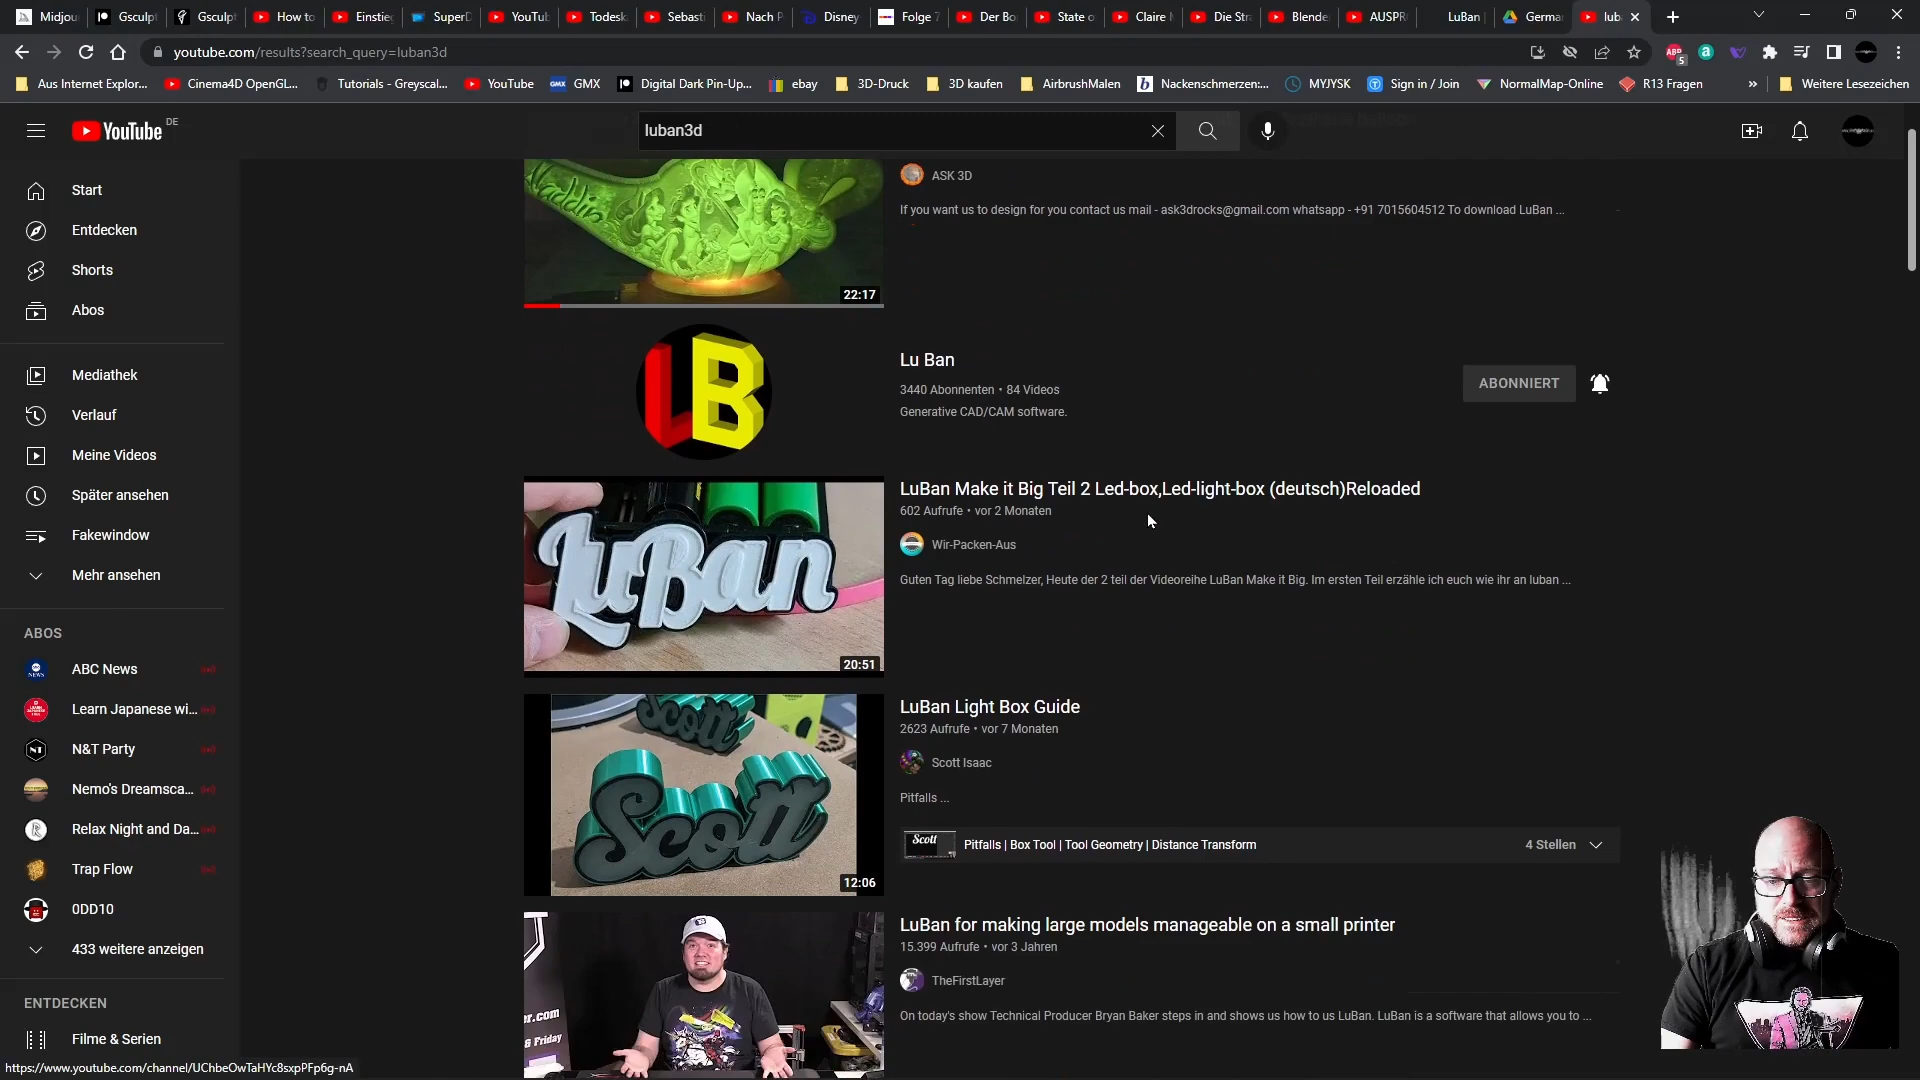 Midjou
Gsculpt
Gsculpt
How to
Einstieg
SuperD
YouTub
Todesk
Sebasti
Nach P
Disney
Folge 7
Der Bo
State o
Claire
Die Str
Blende
AUSPR
LuBan
Germa
lub
youtube.com/results?search_query=luban3d
ABP
5
Aus Internet Explor...
Cinema4D OpenGL...
Tutorials - Greyscal...
YouTube
GMX
Digital Dark Pin-Up...
ebay
3D-Druck
3D kaufen
AirbrushMalen
Nackenschmerzen:...
MYJYSK
Sign in / Join
NormalMap-Online
R13 Fragen
»
Weitere Lesezeichen
YouTube DE
luban3d
Start
Entdecken
Shorts
Abos
Mediathek
Verlauf
Meine Videos
Später ansehen
Fakewindow
Mehr ansehen
ABOS
ABC News
Learn Japanese wi...
N&T Party
Nemo's Dreamsca...
Relax Night and Da...
Trap Flow
0DD10
433 weitere anzeigen
ENTDECKEN
Filme & Serien
https://www.youtube.com/channel/UChbeOwTaHYc8sxpPFp6g-nA
Aladdin
22:17
ASK 3D
If you want us to design for you contact us mail - ask3drocks@gmail.com whatsapp - +91 7015604512 To download LuBan ...
LB
Lu Ban
3440 Abonnenten • 84 Videos
Generative CAD/CAM software.
ABONNIERT
LuBan
20:51
LuBan Make it Big Teil 2 Led-box,Led-light-box (deutsch)Reloaded
602 Aufrufe • vor 2 Monaten
Wir-Packen-Aus
Guten Tag liebe Schmelzer, Heute der 2 teil der Videoreihe LuBan Make it Big. Im ersten Teil erzähle ich euch wie ihr an luban ...
Scott
Scott
12:06
LuBan Light Box Guide
2623 Aufrufe • vor 7 Monaten
Scott Isaac
Pitfalls ...
Scott
Pitfalls | Box Tool | Tool Geometry | Distance Transform
4 Stellen
er.com
& Friday
LuBan for making large models manageable on a small printer
15.399 Aufrufe • vor 3 Jahren
TheFirstLayer
On today's show Technical Producer Bryan Baker steps in and shows us how to us LuBan. LuBan is a software that allows you to ...